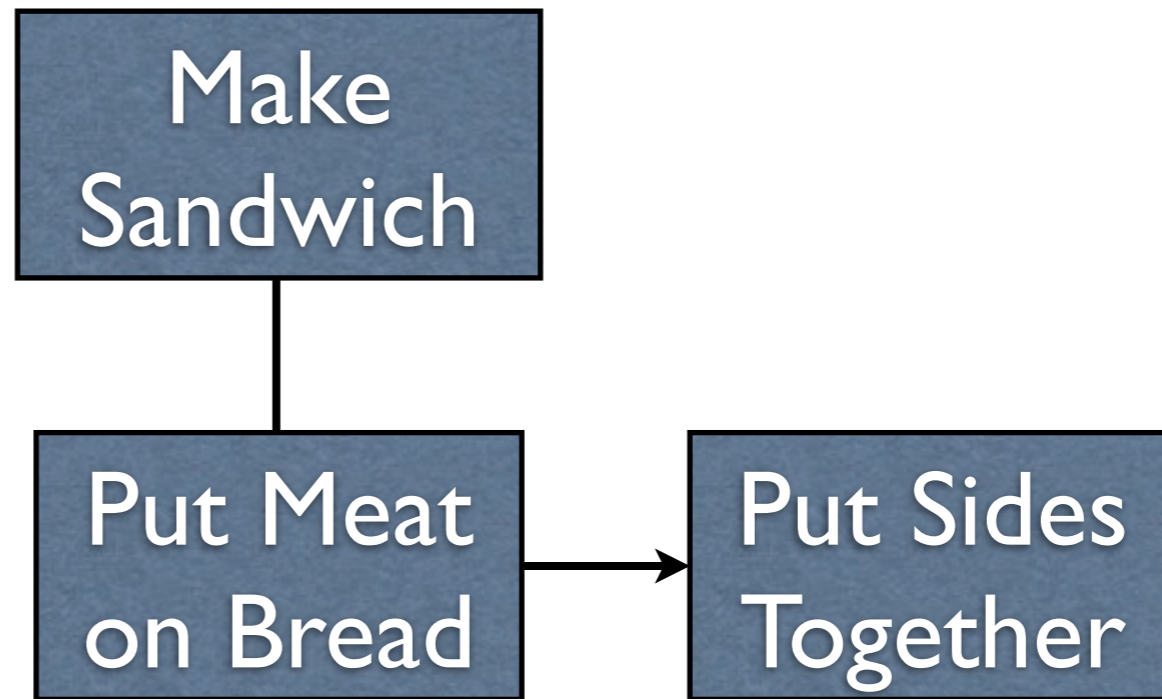 Make
Sandwich
Put Meat
on Bread
Put Sides
Together